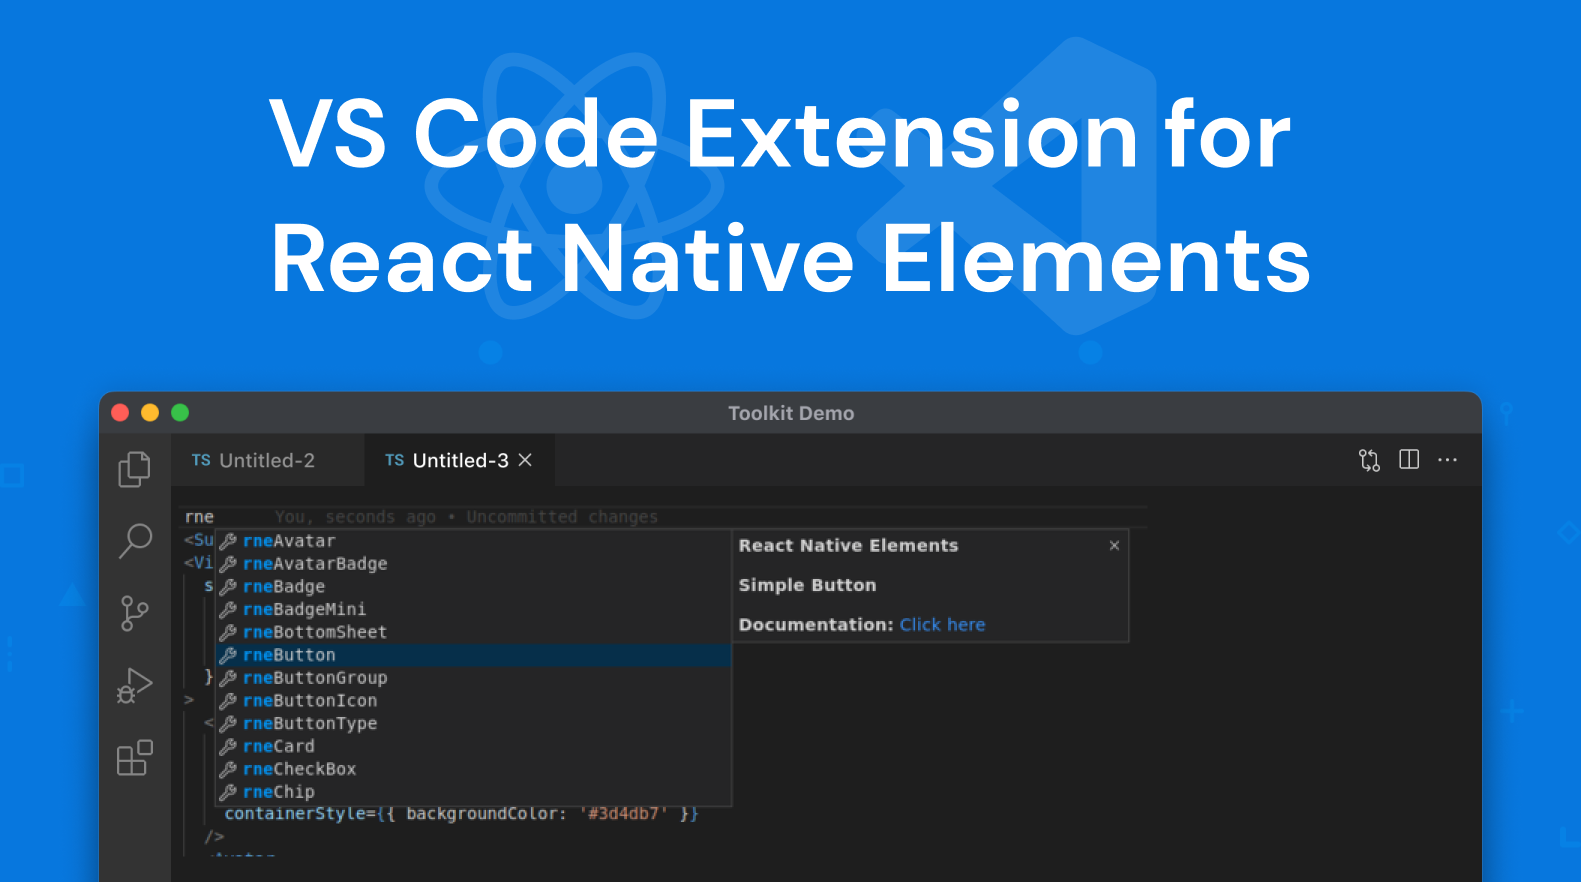 VS Code Extension for
React Native Elements
Toolkit Demo
TS Untitled-2
TS Untitled-3
rne You, seconds ago • Uncommitted changes
<Su
<Vi
s
}
>
<
rneAvatar
rneAvatarBadge
rneBadge
rneBadgeMini
rneBottomSheet
rneButton
rneButtonGroup
rneButtonIcon
rneButtonType
rneCard
rneCheckBox
rneChip
React Native Elements
Simple Button
Documentation: Click here
containerStyle={{ backgroundColor: '#3d4db7' }}
/>